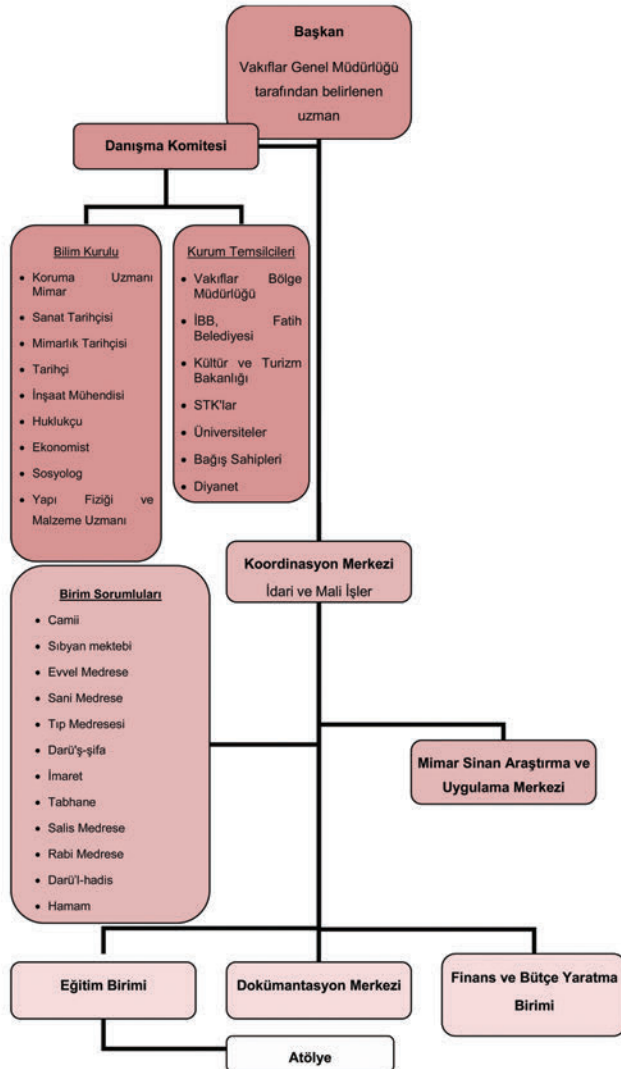 Başkan
Vakıflar Genel Müdürlüğü
tarafından belirlenen
uzman
Danışma Komitesi
Bilim Kurulu
• Koruma Uzmanı
Mimar
• Sanat Tarihçisi
• Mimarlık Tarihçisi
• Tarihçi
• İnşaat Mühendisi
• Huklukçu
• Ekonomist
• Sosyolog
• Yapı Fiziği ve
Malzeme Uzmanı
Kurum Temsilcileri
• Vakıflar Bölge
Müdürlüğü
• İBB, Fatih
Belediyesi
• Kültür ve Turizm
Bakanlığı
• STK'lar
• Üniversiteler
• Bağış Sahipleri
• Diyanet
Koordinasyon Merkezi
İdari ve Mali İşler
Birim Sorumluları
• Camii
• Sıbyan mektebi
• Evvel Medrese
• Sani Medrese
• Tıp Medresesi
• Darü'ş-şifa
• İmaret
• Tabhane
• Salis Medrese
• Rabi Medrese
• Darü'l-hadis
• Hamam
Mimar Sinan Araştırma ve
Uygulama Merkezi
Eğitim Birimi
Dokümantasyon Merkezi
Finans ve Bütçe Yaratma
Birimi
Atölye